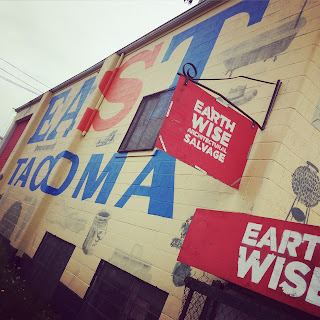 EAST
TACOMA
EARTH
WISE
ARCHITECTURAL
SALVAGE
EARTH
WISE